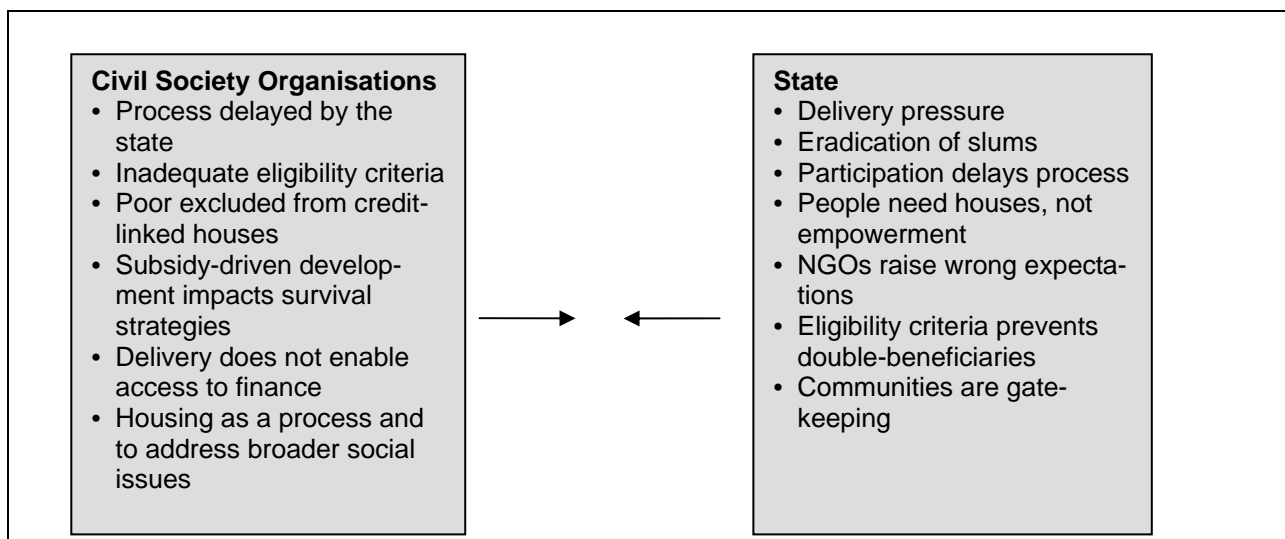 Civil Society Organisations
• Process delayed by the
state
• Inadequate eligibility criteria
• Poor excluded from credit-
linked houses
• Subsidy-driven develop-
ment impacts survival
strategies
• Delivery does not enable
access to finance
• Housing as a process and
to address broader social
issues
State
• Delivery pressure
• Eradication of slums
• Participation delays process
• People need houses, not
empowerment
• NGOs raise wrong expecta-
tions
• Eligibility criteria prevents
double-beneficiaries
• Communities are gate-
keeping